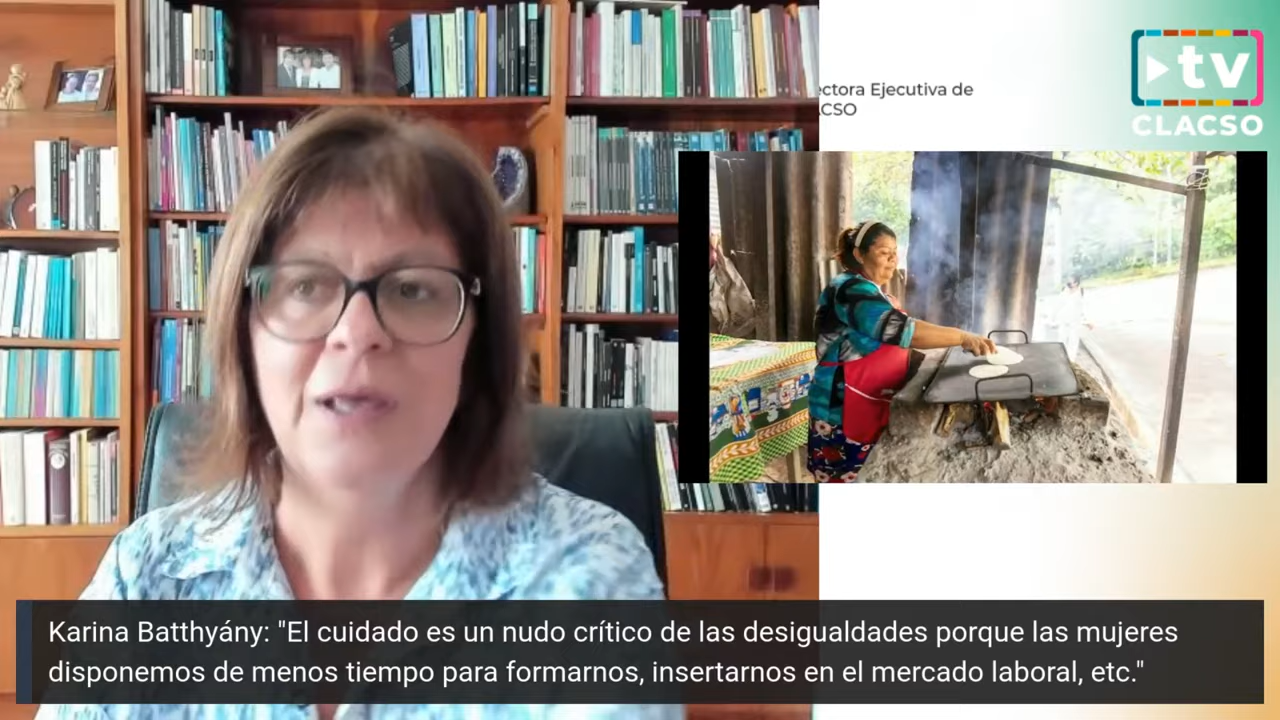 ectora Ejecutiva de
CSO
tv
CLACSO
Karina Batthyány: "El cuidado es un nudo crítico de las desigualdades porque las mujeres
disponemos de menos tiempo para formarnos, insertarnos en el mercado laboral, etc."